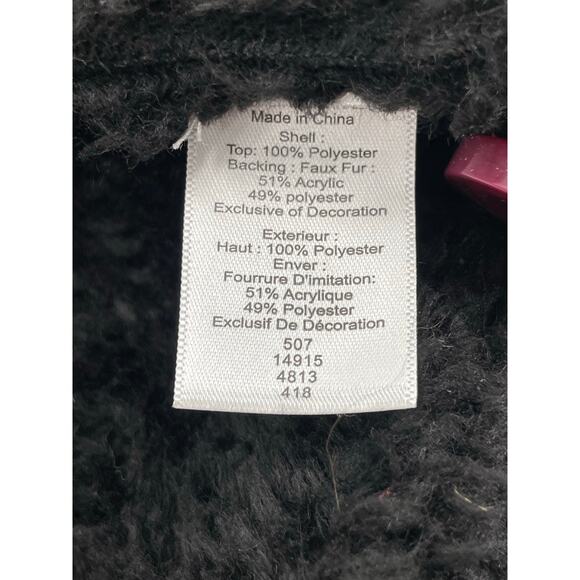 Made in China
Shell :
Top: 100% Polyester
Backing : Faux Fur :
51% Acrylic
49% polyester
Exclusive of Decoration
Exterieur :
Haut : 100% Polyester
Enver :
Fourrure D'imitation:
51% Acrylique
49% Polyester
Exclusif De Décoration
507
14915
4813
418